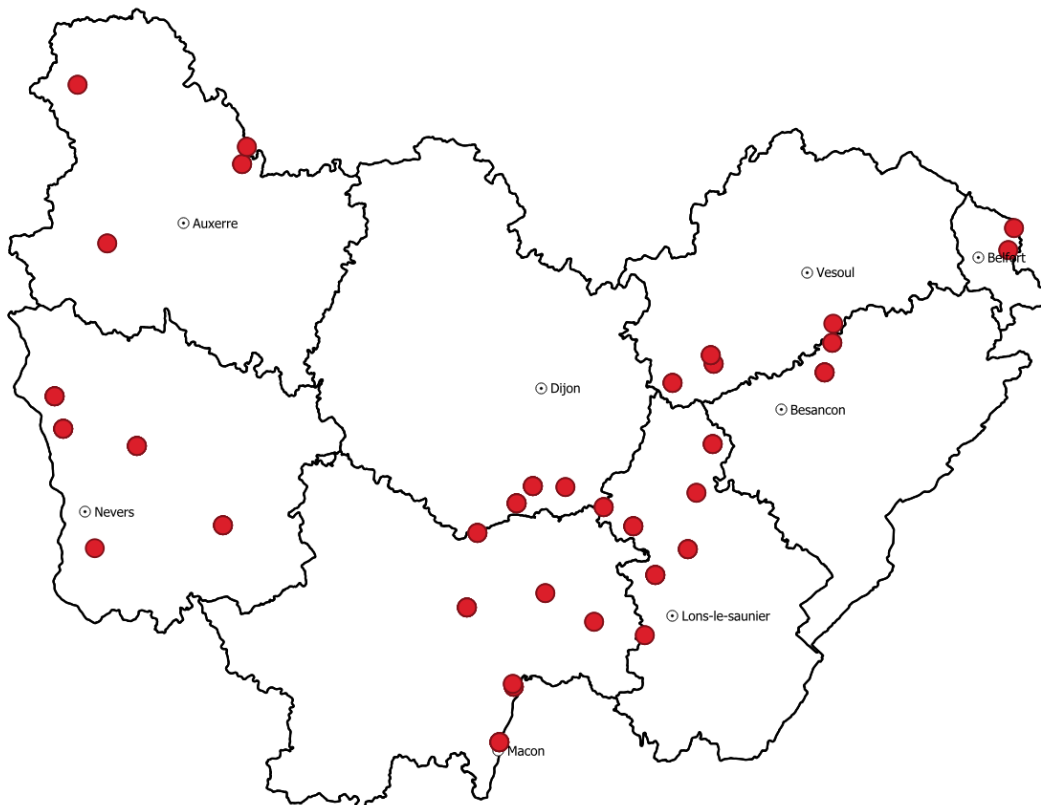 Auxerre
Belfort
Vesoul
Dijon
Besancon
Nevers
Lons-le-saunier
Macon